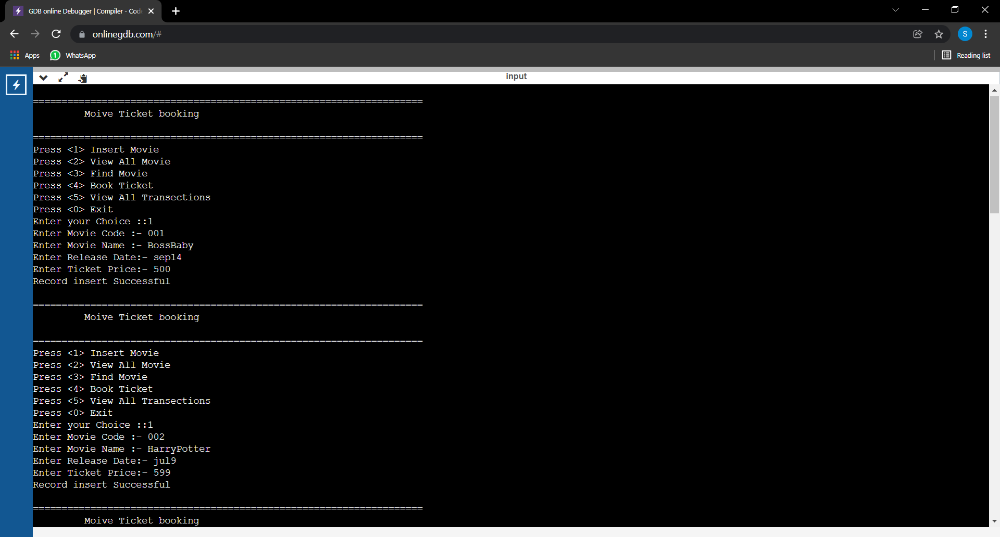 GDB online Debugger | Compiler - Cod
onlinegdb.com/#
S
Apps
1
WhatsApp
Reading list
input
====================================================================
Moive Ticket booking
====================================================================
Press <1> Insert Movie
Press <2> View All Movie
Press <3> Find Movie
Press <4> Book Ticket
Press <5> View All Transections
Press <0> Exit
Enter your Choice ::1
Enter Movie Code :- 001
Enter Movie Name :- BossBaby
Enter Release Date:- sep14
Enter Ticket Price:- 500
Record insert Successful
====================================================================
Moive Ticket booking
====================================================================
Press <1> Insert Movie
Press <2> View All Movie
Press <3> Find Movie
Press <4> Book Ticket
Press <5> View All Transections
Press <0> Exit
Enter your Choice ::1
Enter Movie Code :- 002
Enter Movie Name :- HarryPotter
Enter Release Date:- jul9
Enter Ticket Price:- 599
Record insert Successful
====================================================================
Moive Ticket booking